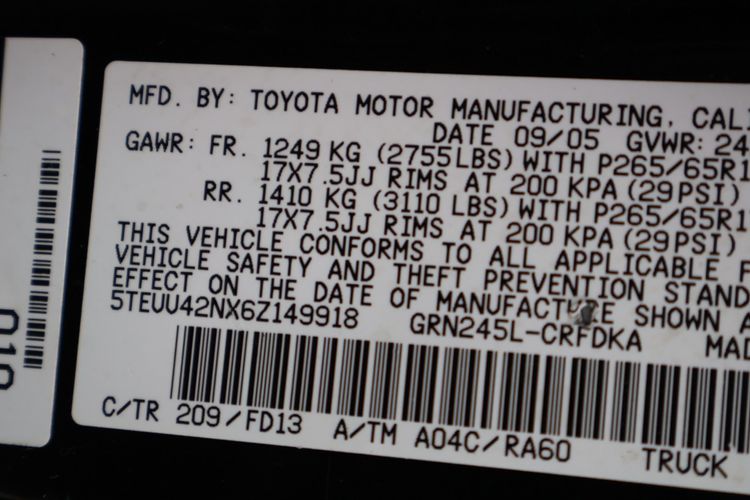 MFD. BY: TOYOTA MOTOR MANUFACTURING, CALI
DATE 09/05 GVWR: 24
GAWR: FR. 1249 KG (2755LBS) WITH P265/65R1
17X7.5JJ RIMS AT 200 KPA (29PSI)
RR. 1410 KG (3110 LBS) WITH P265/65R1
17X7.5JJ RIMS AT 200 KPA (29PSI)
THIS VEHICLE CONFORMS TO ALL APPLICABLE F
VEHICLE SAFETY AND THEFT PREVENTION STAND
EFFECT ON THE DATE OF MANUFACTURE SHOWN A
5TEUU42NX6Z149918 GRN245L-CRFDKA MAD
C/TR 209/FD13 A/TM A04C/RA60 TRUCK